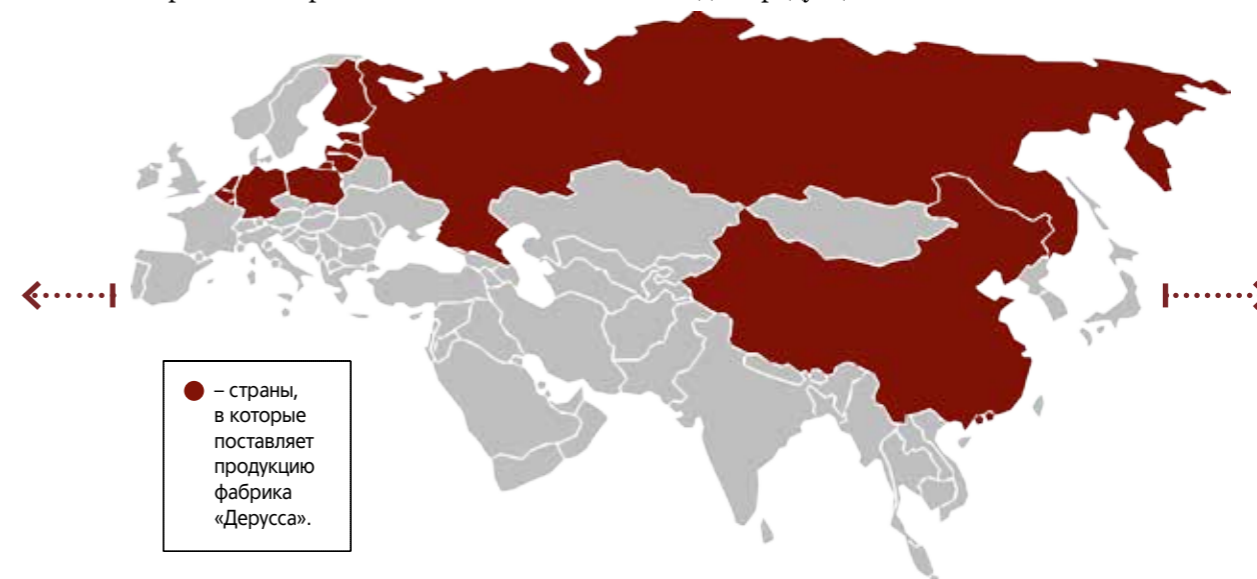 – страны,
в которые
поставляет
продукцию
фабрика
«Дерусса».